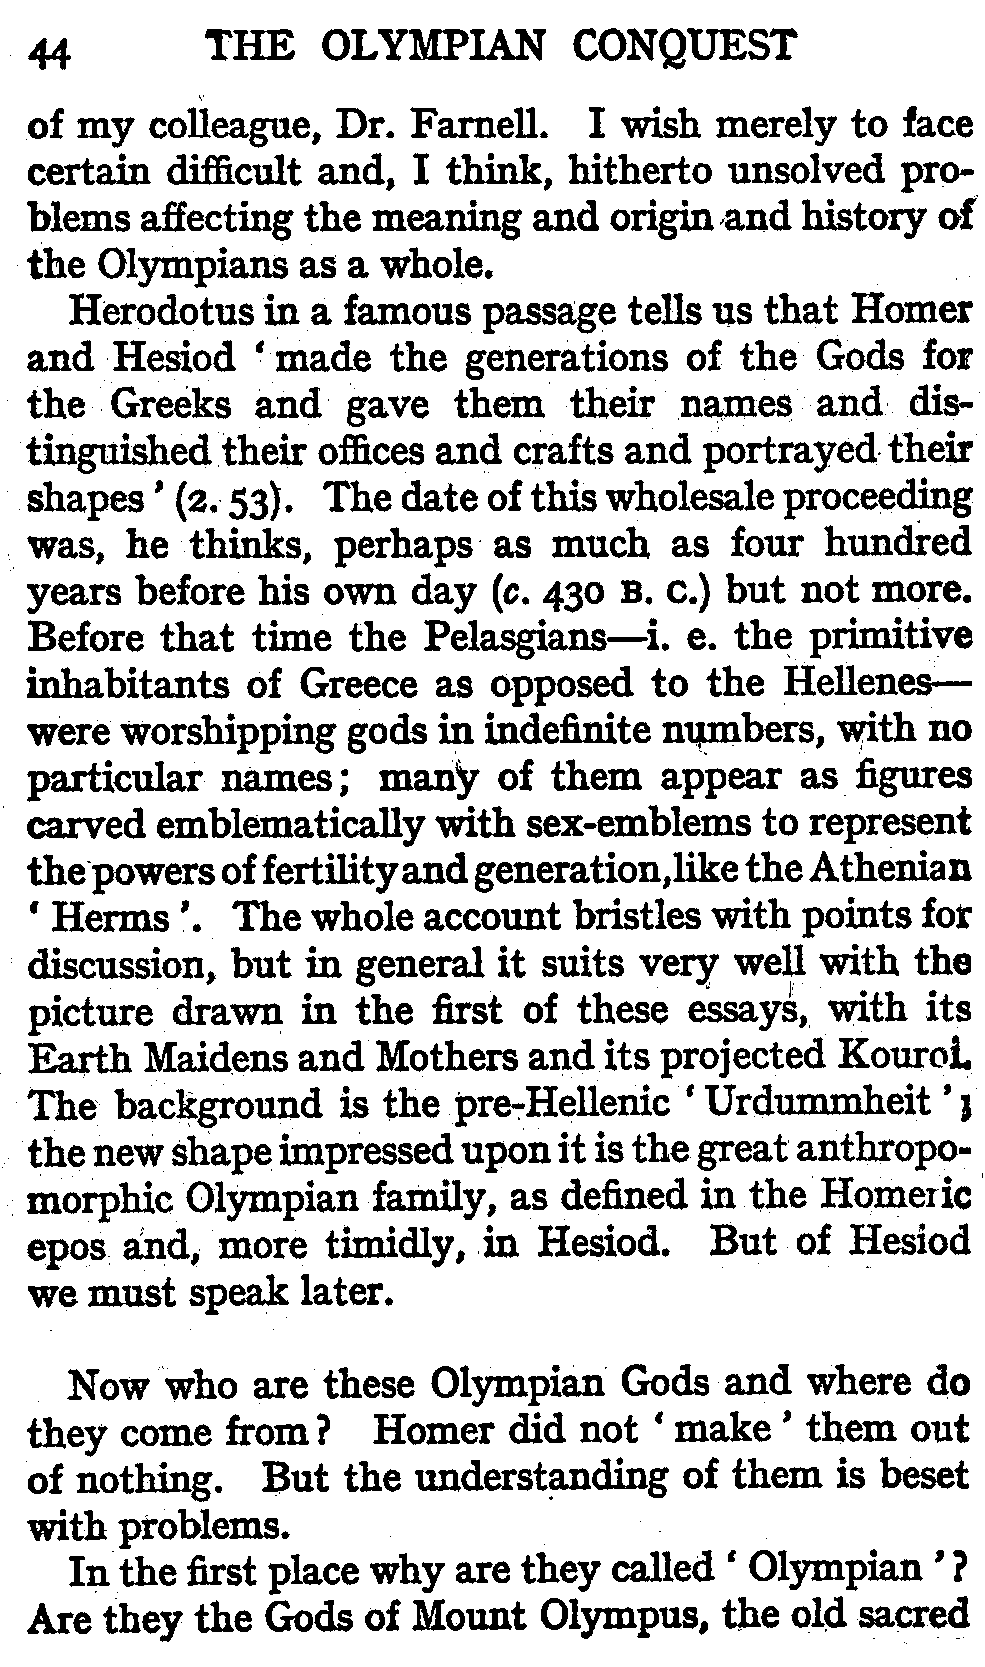 44 THE OLYMPIAN CONQUEST
of my colleague, Dr. Farnell. I wish merely to face
certain difficult and, I think, hitherto unsolved pro-
blems affecting the meaning and origin and history of
the Olympians as a whole.
Herodotus in a famous passage tells us that Homer
and Hesiod ‘ made the generations of the Gods for
the Greeks and gave them their names and dis-
tinguished their offices and crafts and portrayed their
shapes ’ (2. 53). The date of this wholesale proceeding
was, he thinks, perhaps as much as four hundred
years before his own day (c. 430 B. C.) but not more.
Before that time the Pelasgians—i. e. the primitive
inhabitants of Greece as opposed to the Hellenes—
were worshipping gods in indefinite numbers, with no
particular names; many of them appear as figures
carved emblematically with sex-emblems to represent
the powers of fertility and generation, like the Athenian
‘ Herms ’. The whole account bristles with points for
discussion, but in general it suits very well with the
picture drawn in the first of these essays, with its
Earth Maidens and Mothers and its projected Kouroi.
The background is the pre-Hellenic ‘ Urdummheit ’;
the new shape impressed upon it is the great anthropo-
morphic Olympian family, as defined in the Homeric
epos and, more timidly, in Hesiod. But of Hesiod
we must speak later.
Now who are these Olympian Gods and where do
they come from? Homer did not ‘ make ’ them out
of nothing. But the understanding of them is beset
with problems.
In the first place why are they called ‘ Olympian ’?
Are they the Gods of Mount Olympus, the old sacred